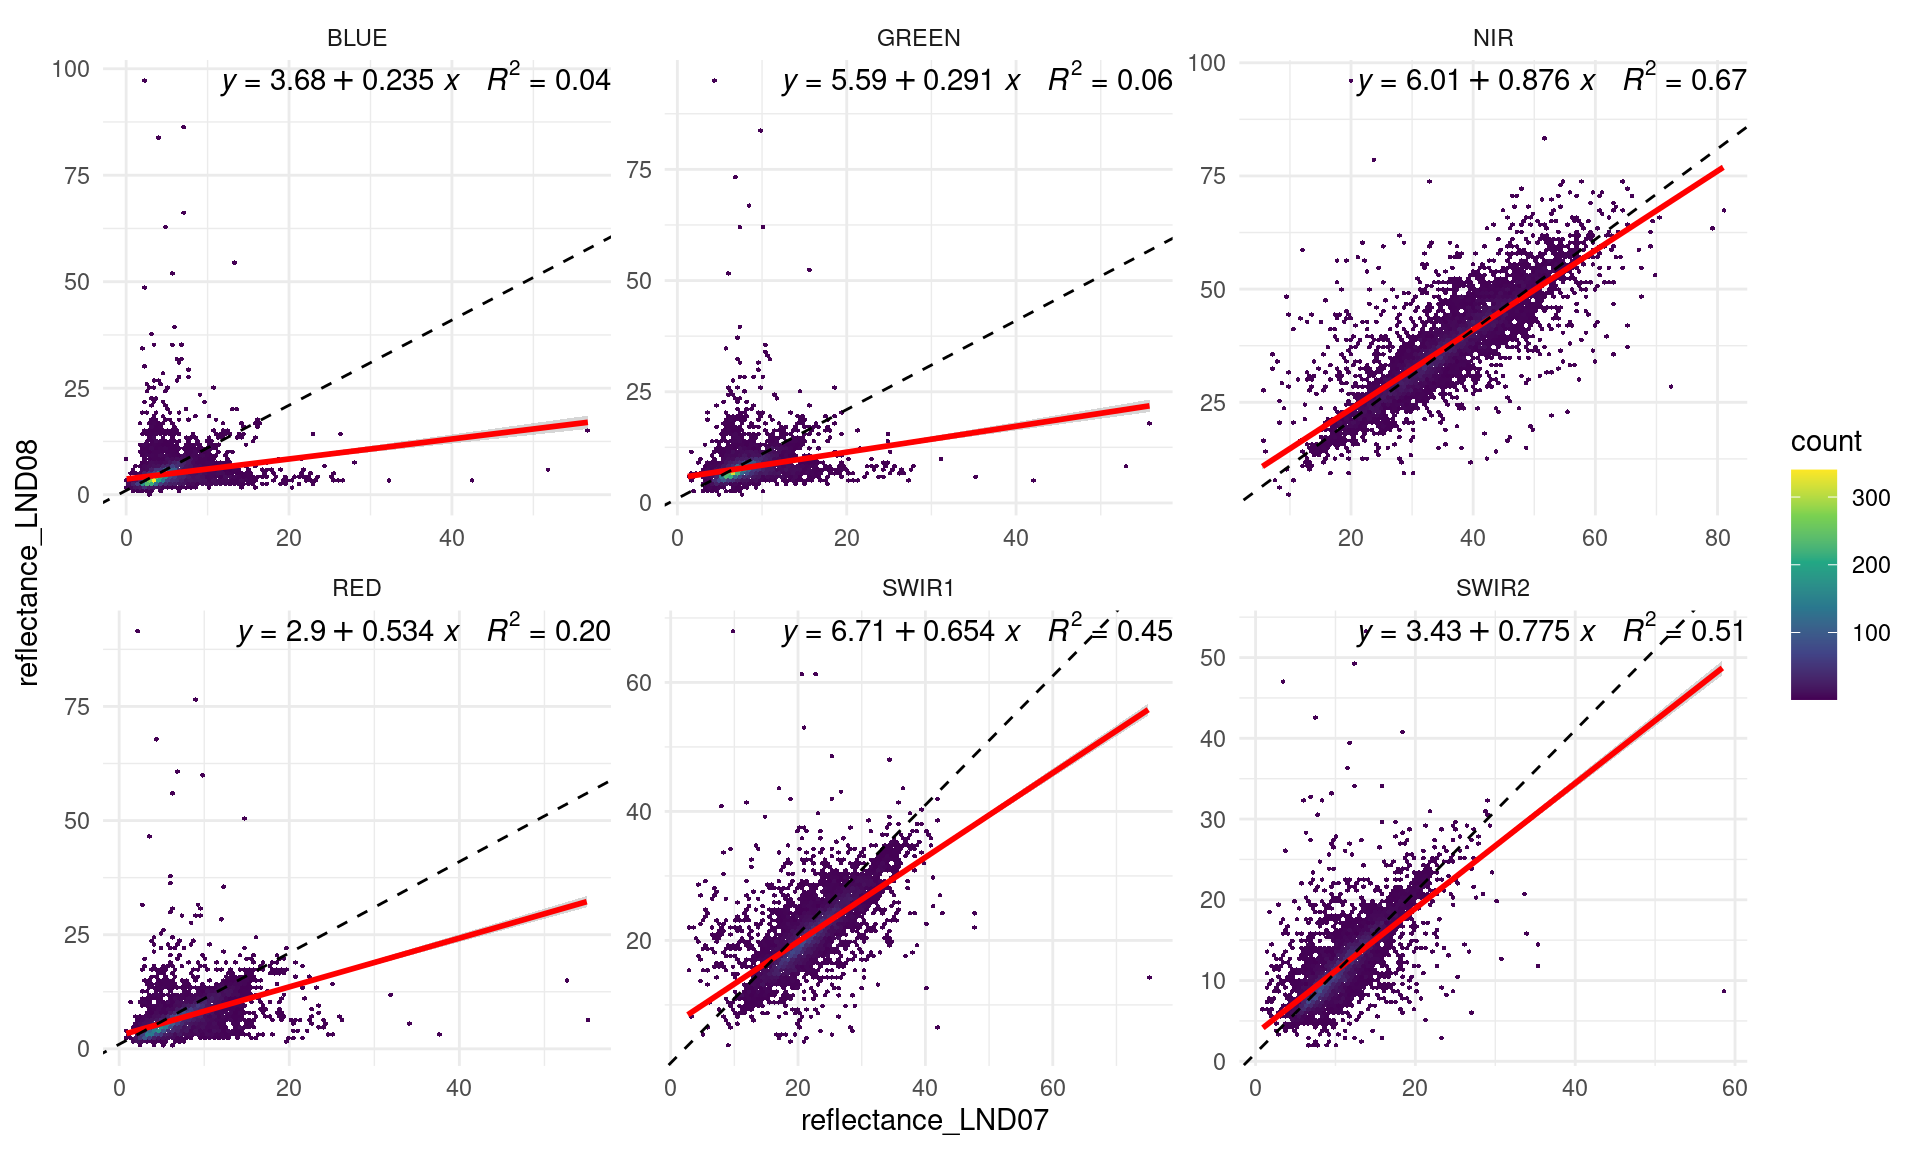 BLUE
y = 3.68 + 0.235 x R² = 0.04
100
75
50
25
0
0 20 40
GREEN
y = 5.59 + 0.291 x R² = 0.06
75
50
25
0
0 20 40
NIR
y = 6.01 + 0.876 x R² = 0.67
100
75
50
25
20 40 60 80
RED
y = 2.9 + 0.534 x R² = 0.20
75
50
25
0
0 20 40
SWIR1
y = 6.71 + 0.654 x R² = 0.45
60
40
20
0 20 40 60
SWIR2
y = 3.43 + 0.775 x R² = 0.51
50
40
30
20
10
0
0 20 40 60
reflectance_LND08
reflectance_LND07
count
300
200
100